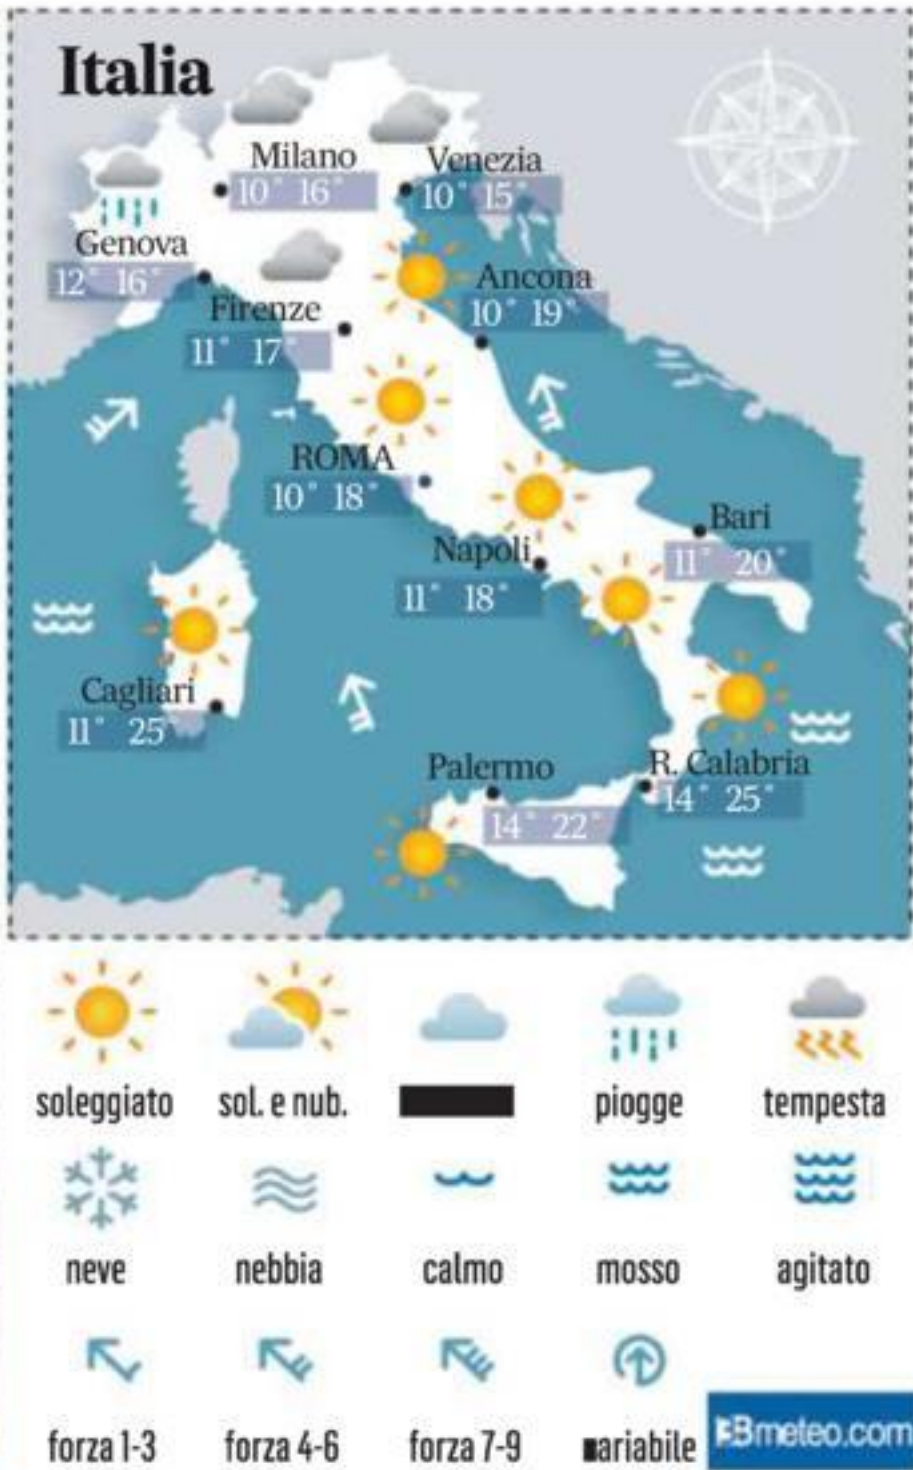 Italia
Milano
10° 16°
Venezia
10° 15°
Genova
12° 16°
Ancona
10° 19°
Firenze
11° 17°
ROMA
10° 18°
Bari
11° 20°
Napoli
11° 18°
Cagliari
11° 25°
Palermo
14° 22°
R. Calabria
14° 25°
soleggiato sol. e nub. piogge tempesta
neve nebbia calmo mosso agitato
forza 1-3 forza 4-6 forza 7-9 ariabile
3Bmeteo.com